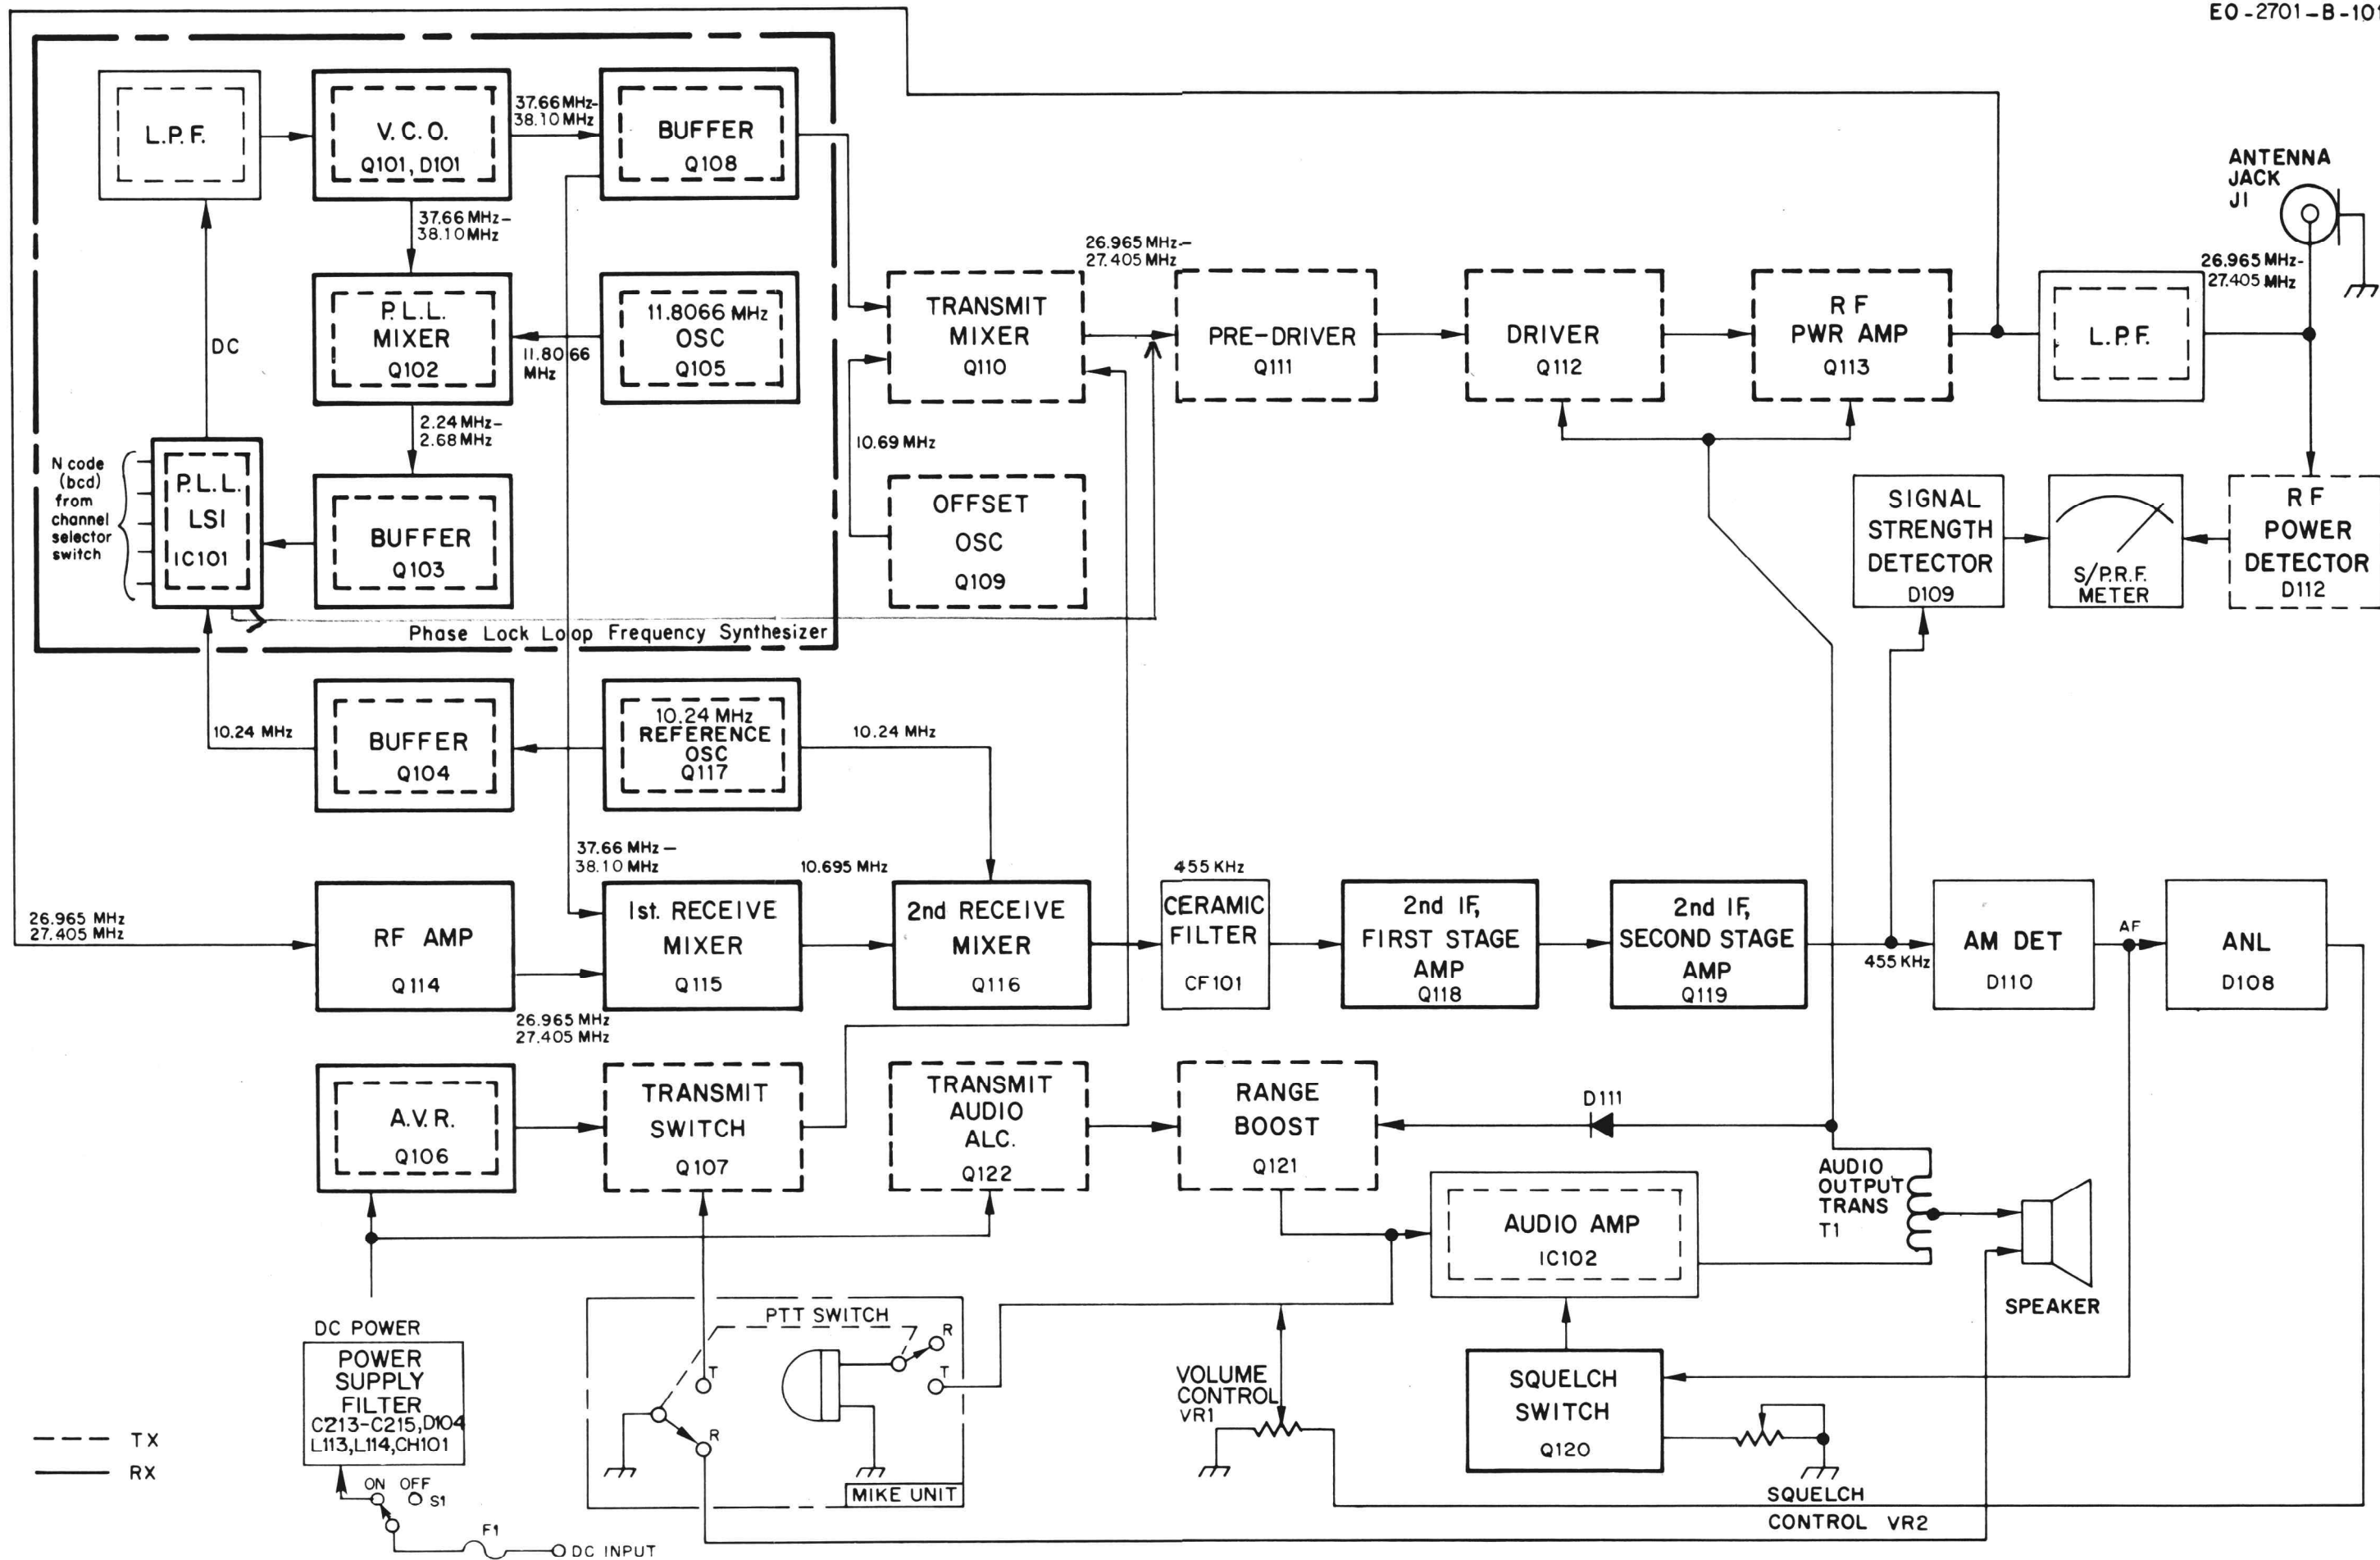 EO-2701-B-101
L.P.F.
V.C.O.
Q101, D101
37.66 MHz-
38.10 MHz
BUFFER
Q108
37.66 MHz-
38.10 MHz
ANTENNA
JACK
J1
P.L.L.
MIXER
Q102
11.8066 MHz
OSC
Q105
11.8066
MHz
DC
TRANSMIT
MIXER
Q110
26.965 MHz-
27.405 MHz
PRE-DRIVER
Q111
DRIVER
Q112
RF
PWR AMP
Q113
L.P.F.
26.965 MHz-
27.405 MHz
2.24 MHz-
2.68 MHz
10.69 MHz
N code
(bcd)
from
channel
selector
switch
P.L.L.
LSI
IC101
BUFFER
Q103
OFFSET
OSC
Q109
SIGNAL
STRENGTH
DETECTOR
D109
S/P.R.F.
METER
RF
POWER
DETECTOR
D112
Phase Lock Loop Frequency Synthesizer
10.24 MHz
BUFFER
Q104
10.24 MHz
REFERENCE
OSC
Q117
10.24 MHz
37.66 MHz-
38.10 MHz
10.695 MHz
455 KHz
26.965 MHz
27.405 MHz
RF AMP
Q114
26.965 MHz
27.405 MHz
1st. RECEIVE
MIXER
Q115
2nd RECEIVE
MIXER
Q116
CERAMIC
FILTER
CF101
2nd IF,
FIRST STAGE
AMP
Q118
2nd IF,
SECOND STAGE
AMP
Q119
455 KHz
AM DET
D110
AF
ANL
D108
A.V.R.
Q106
TRANSMIT
SWITCH
Q107
TRANSMIT
AUDIO
ALC.
Q122
RANGE
BOOST
Q121
D111
AUDIO
OUTPUT
TRANS
T1
AUDIO AMP
IC102
SPEAKER
DC POWER
POWER
SUPPLY
FILTER
C213-C215, D104
L113, L114, CH101
PTT SWITCH
R
T
T
R
MIKE UNIT
VOLUME
CONTROL
VR1
SQUELCH
SWITCH
Q120
SQUELCH
CONTROL VR2
TX
RX
ON OFF
S1
F1
DC INPUT